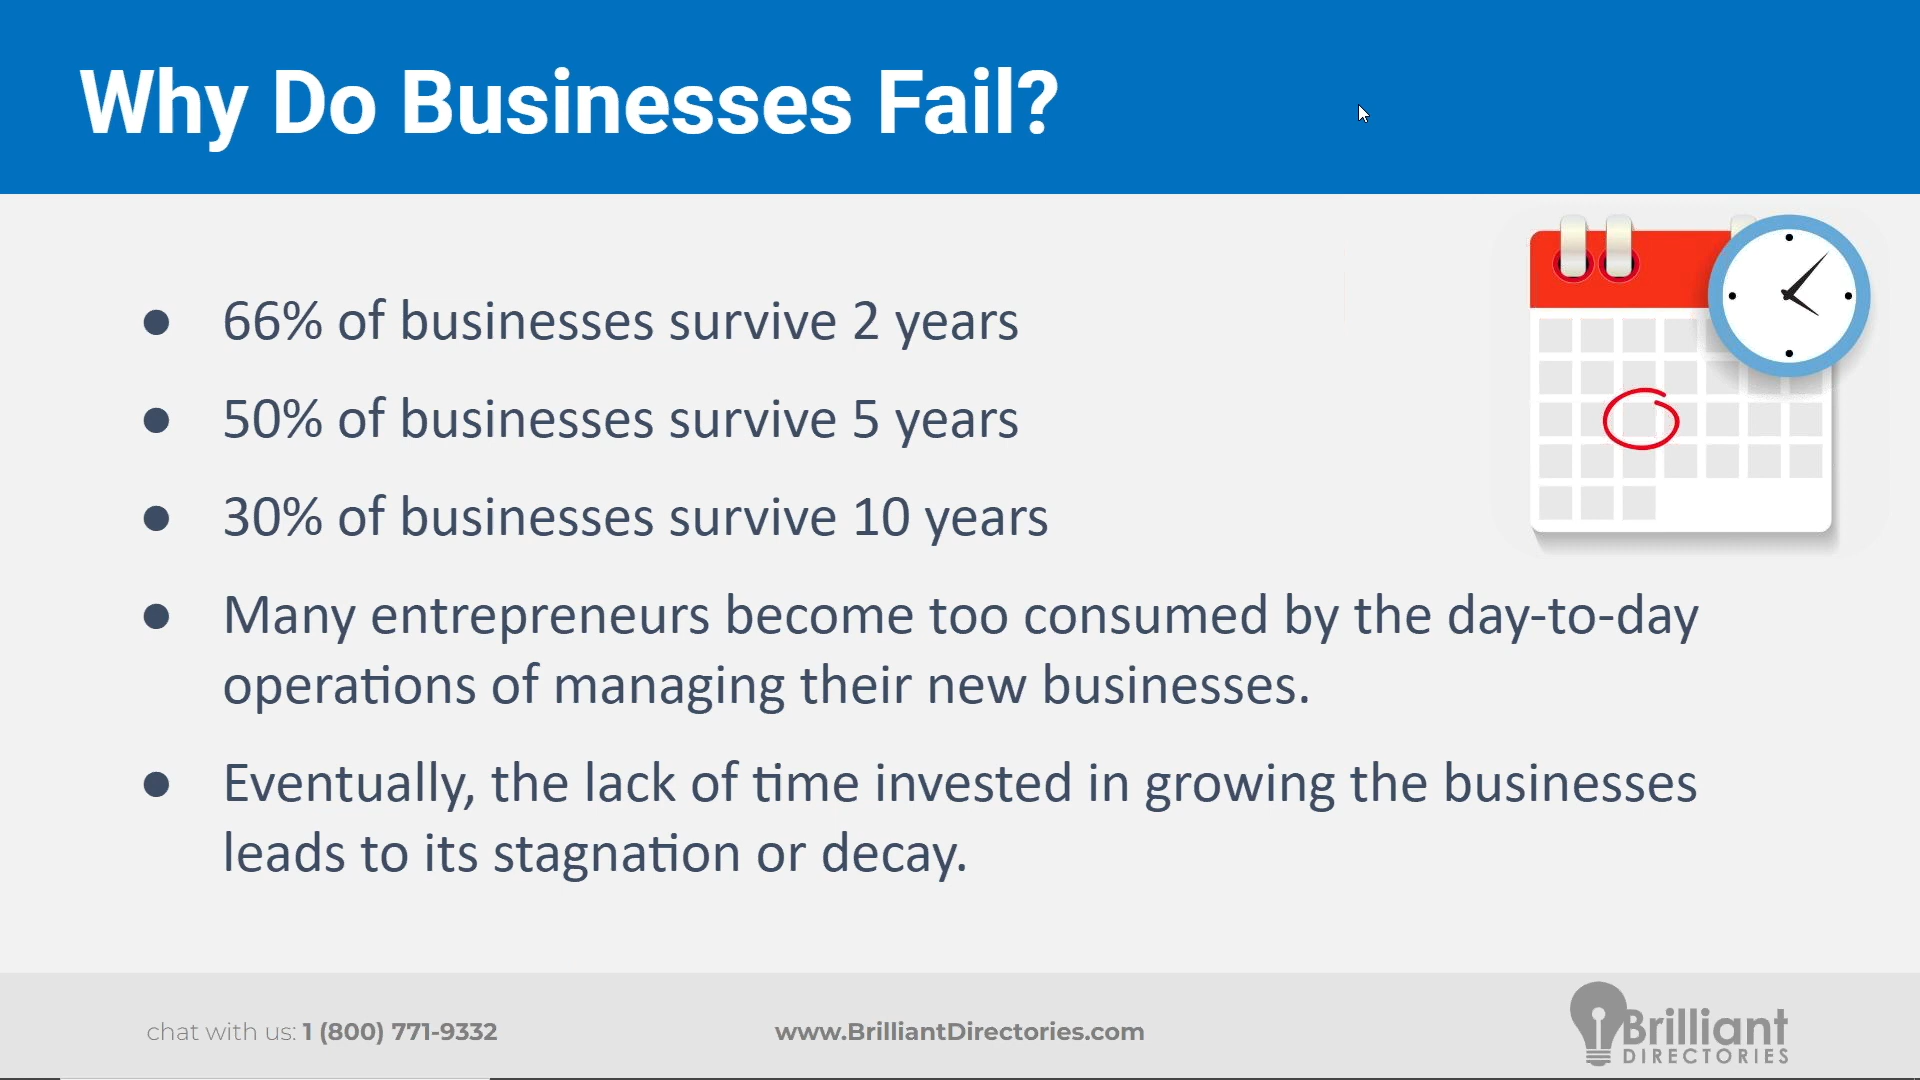 Why Do Businesses Fail?
● 66% of businesses survive 2 years
● 50% of businesses survive 5 years
● 30% of businesses survive 10 years
● Many entrepreneurs become too consumed by the day-to-day
operations of managing their new businesses.
● Eventually, the lack of time invested in growing the businesses
leads to its stagnation or decay.
chat with us: 1 (800) 771-9332
www.BrilliantDirectories.com
Brilliant
DIRECTORIES